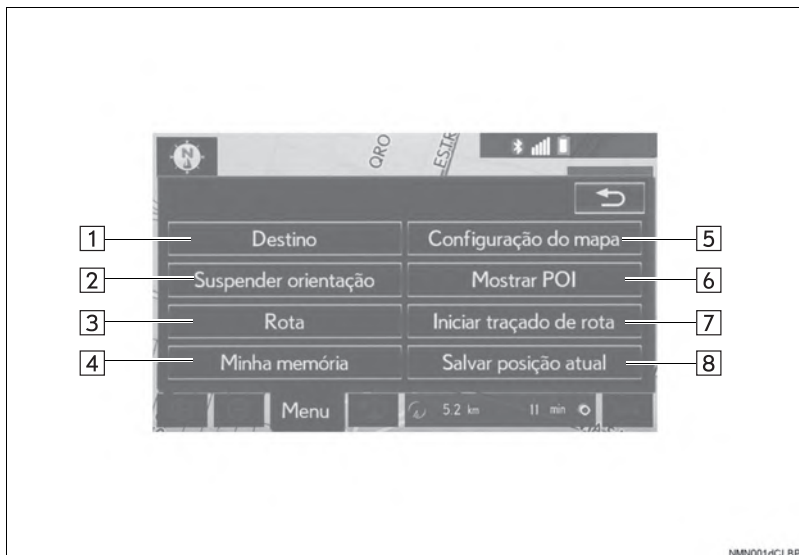 QRO
ESTR
1 Destino Configuração do mapa 5
2 Suspender orientação Mostrar POI 6
3 Rota Iniciar traçado de rota 7
4 Minha memória Salvar posição atual 8
Menu 5.2 km 11 min